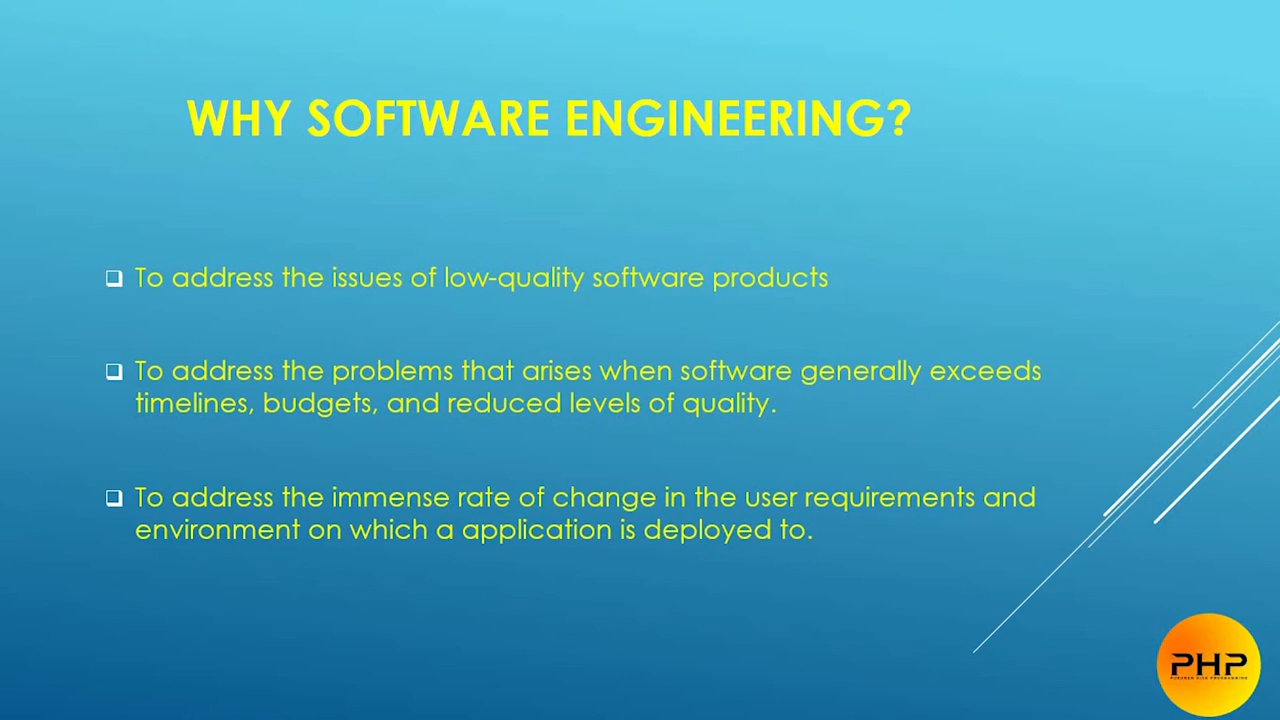 WHY SOFTWARE ENGINEERING?
To address the issues of low-quality software products
To address the problems that arises when software generally exceeds
timelines, budgets, and reduced levels of quality.
To address the immense rate of change in the user requirements and
environment on which a application is deployed to.
PHP